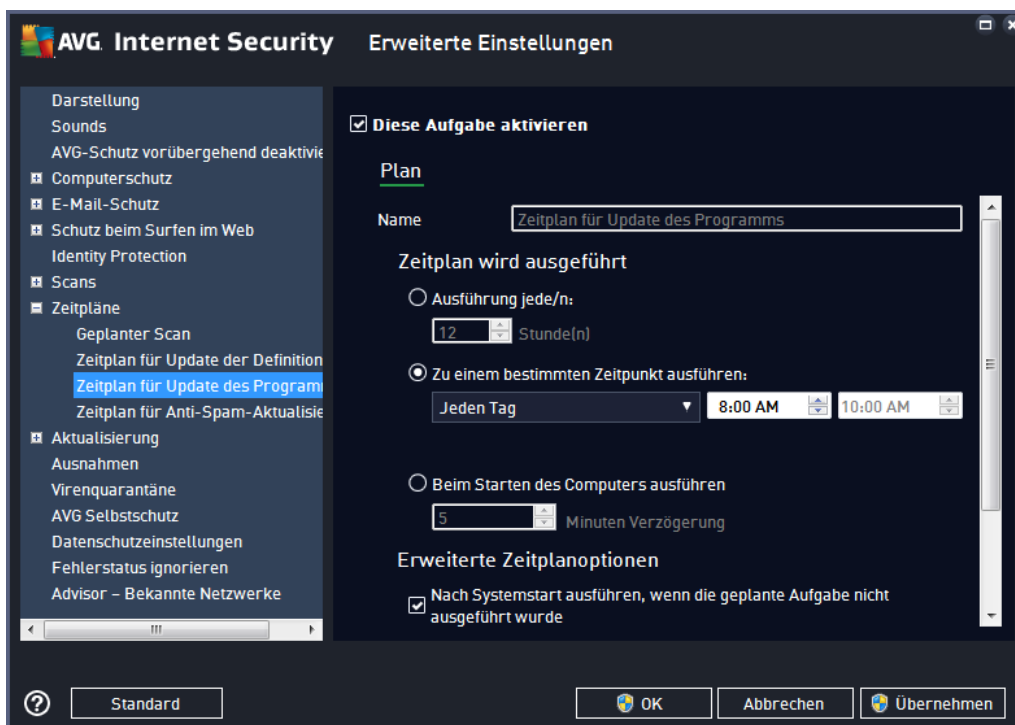 AVG. Internet Security Erweiterte Einstellungen
Darstellung
Sounds
AVG-Schutz vorübergehend deaktivie
Computerschutz
E-Mail-Schutz
Schutz beim Surfen im Web
Identity Protection
Scans
Zeitpläne
Geplanter Scan
Zeitplan für Update der Definition
Zeitplan für Update des Program
Zeitplan für Anti-Spam-Aktualisie
Aktualisierung
Ausnahmen
Virenquarantäne
AVG Selbstschutz
Datenschutzeinstellungen
Fehlerstatus ignorieren
Advisor – Bekannte Netzwerke
Diese Aufgabe aktivieren
Plan
Name Zeitplan für Update des Programms
Zeitplan wird ausgeführt
Ausführung jede/n:
12 Stunde(n)
Zu einem bestimmten Zeitpunkt ausführen:
Jeden Tag 8:00 AM 10:00 AM
Beim Starten des Computers ausführen
5 Minuten Verzögerung
Erweiterte Zeitplanoptionen
Nach Systemstart ausführen, wenn die geplante Aufgabe nicht
ausgeführt wurde
? Standard OK Abbrechen Übernehmen